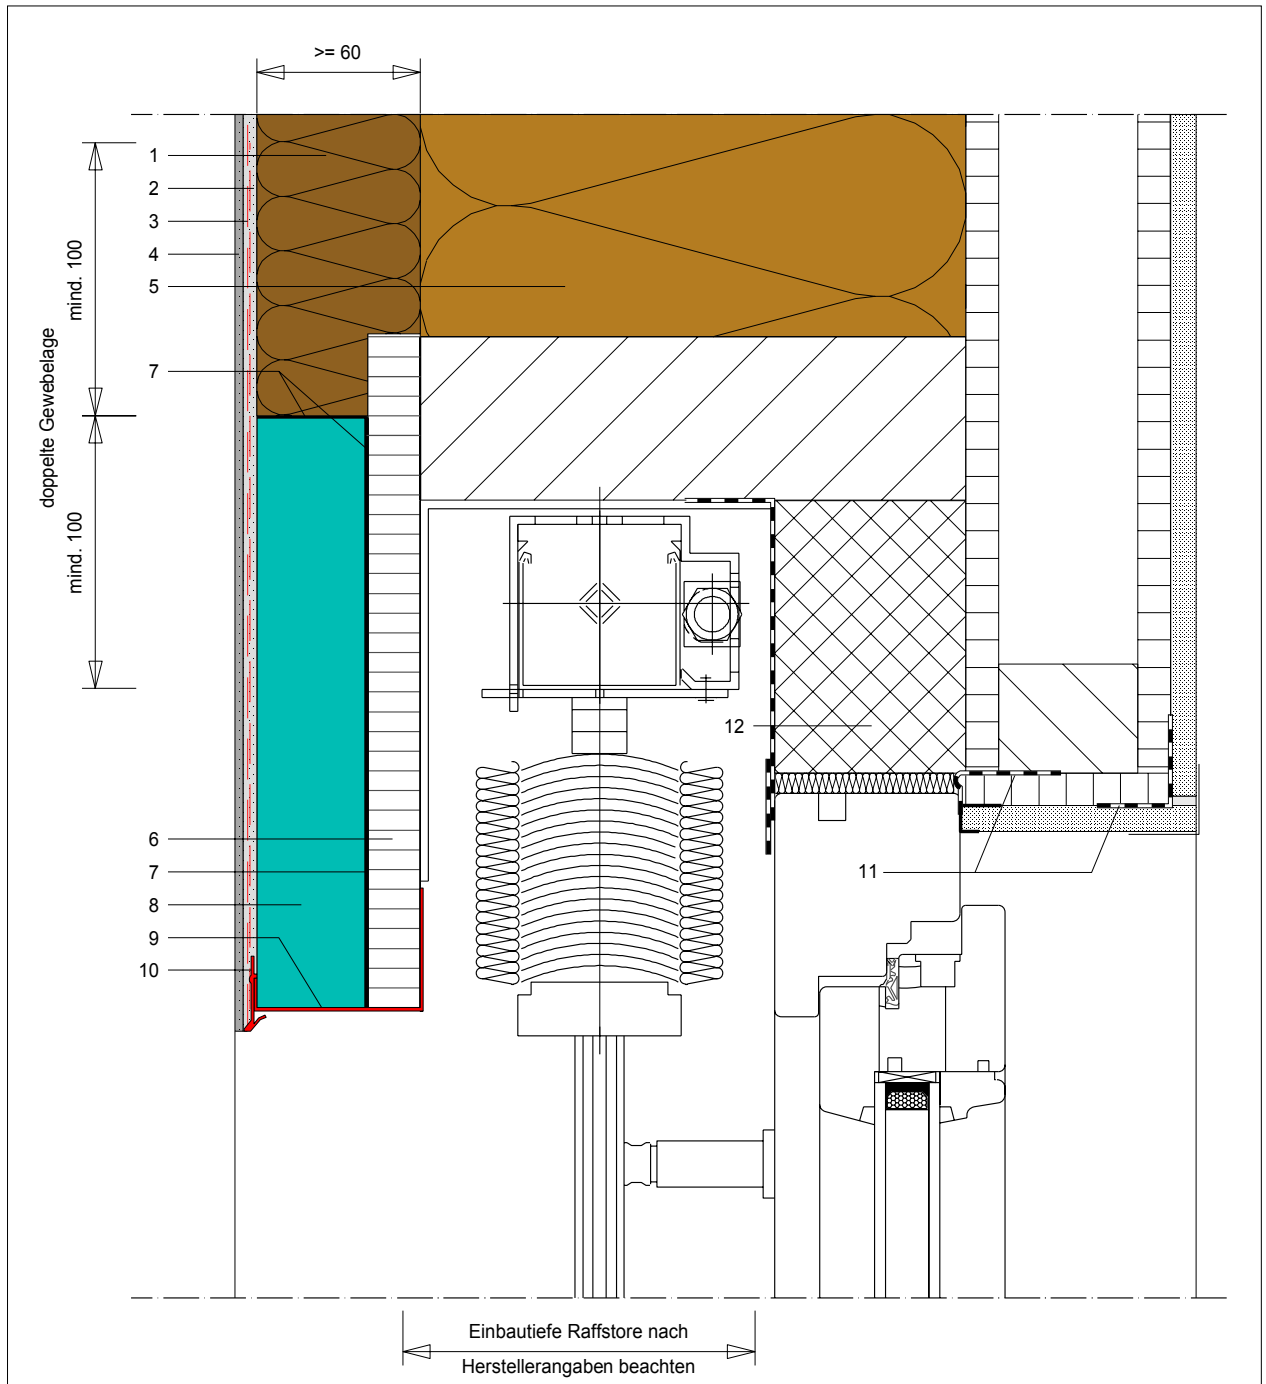 >= 60
1
2
3
4
5
mind. 100
doppelte Gewebelage
7
mind. 100
12
6
7
11
8
9
10
Einbautiefe Raffstore nach
Herstellerangaben beachten